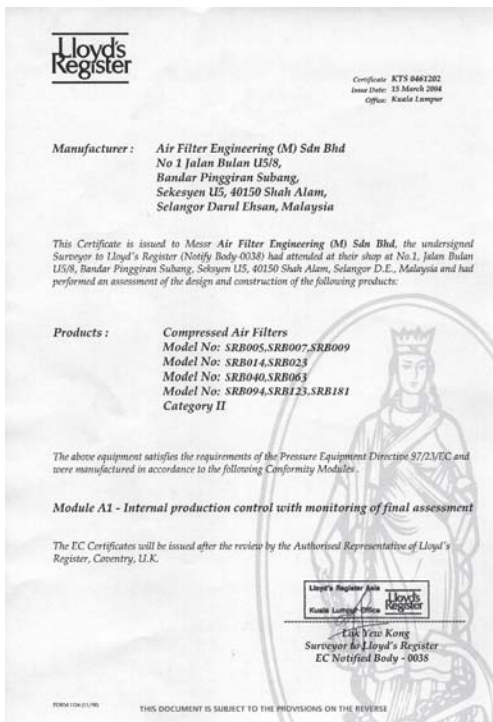 Lloyd's
Register
Certificate KTS 0461202
Issue Date: 15 March 2004
Office: Kuala Lumpur
Manufacturer : Air Filter Engineering (M) Sdn Bhd
No 1 Jalan Bulan U5/8,
Bandar Pinggiran Subang,
Sekesyen U5, 40150 Shah Alam,
Selangor Darul Ehsan, Malaysia
This Certificate is issued to Messr Air Filter Engineering (M) Sdn Bhd, the undersigned
Surveyor to Lloyd's Register (Notify Body-0038) had attended at their shop at No.1, Jalan Bulan
U5/8, Bandar Pinggiran Subang, Seksyen U5, 40150 Shah Alam, Selangor D.E., Malaysia and had
performed an assessment of the design and construction of the following products:
Products : Compressed Air Filters
Model No: SRB005,SRB007,SRB009
Model No: SRB014,SRB023
Model No: SRB040,SRB063
Model No: SRB094,SRB123,SRB181
Category II
The above equipment satisfies the requirements of the Pressure Equipment Directive 97/23/EC and
were manufactured in accordance to the following Conformity Modules .
Module A1 - Internal production control with monitoring of final assessment
The EC Certificates will be issued after the review by the Authorised Representative of Lloyd's
Register, Coventry, U.K.
Lloyd's Register Asia
Kuala Lumpur Office
Lloyd's
Register
Lok Yew Kong
Surveyor to Lloyd's Register
EC Notified Body - 0038
THIS DOCUMENT IS SUBJECT TO THE PROVISIONS ON THE REVERSE